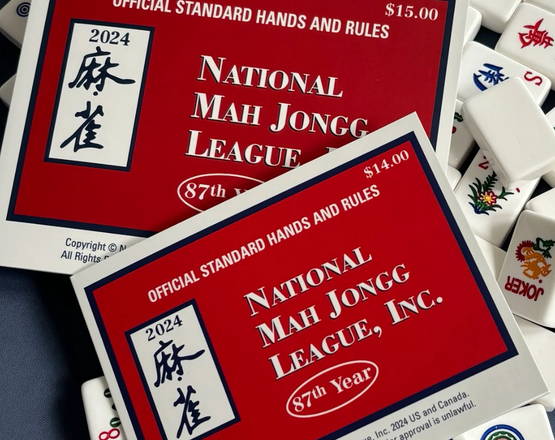 OFFICIAL STANDARD HANDS AND RULES
$15.00
2024
麻雀
NATIONAL
MAH JONGG
LEAGUE,
87th
Copyright ©
All Rights
$14.00
OFFICIAL STANDARD HANDS AND RULES
2024
麻雀
NATIONAL
MAH JONGG
LEAGUE, INC.
87th Year
Inc. 2024 US and Canada.
or approval is unlawful.
S
JOKER